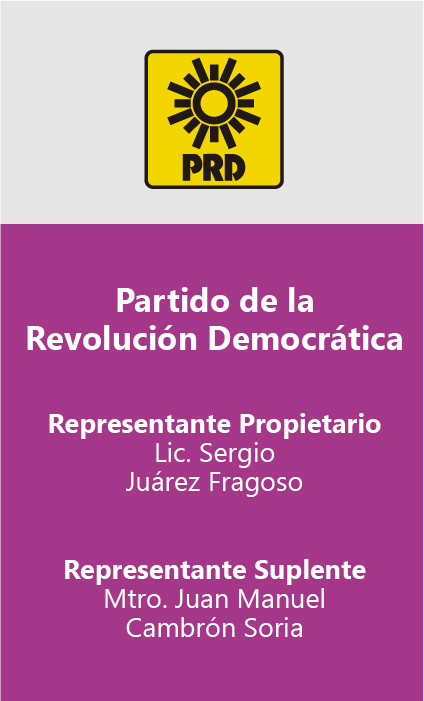 PRD
Partido de la
Revolución Democrática
Representante Propietario
Lic. Sergio
Juárez Fragoso
Representante Suplente
Mtro. Juan Manuel
Cambrón Soria